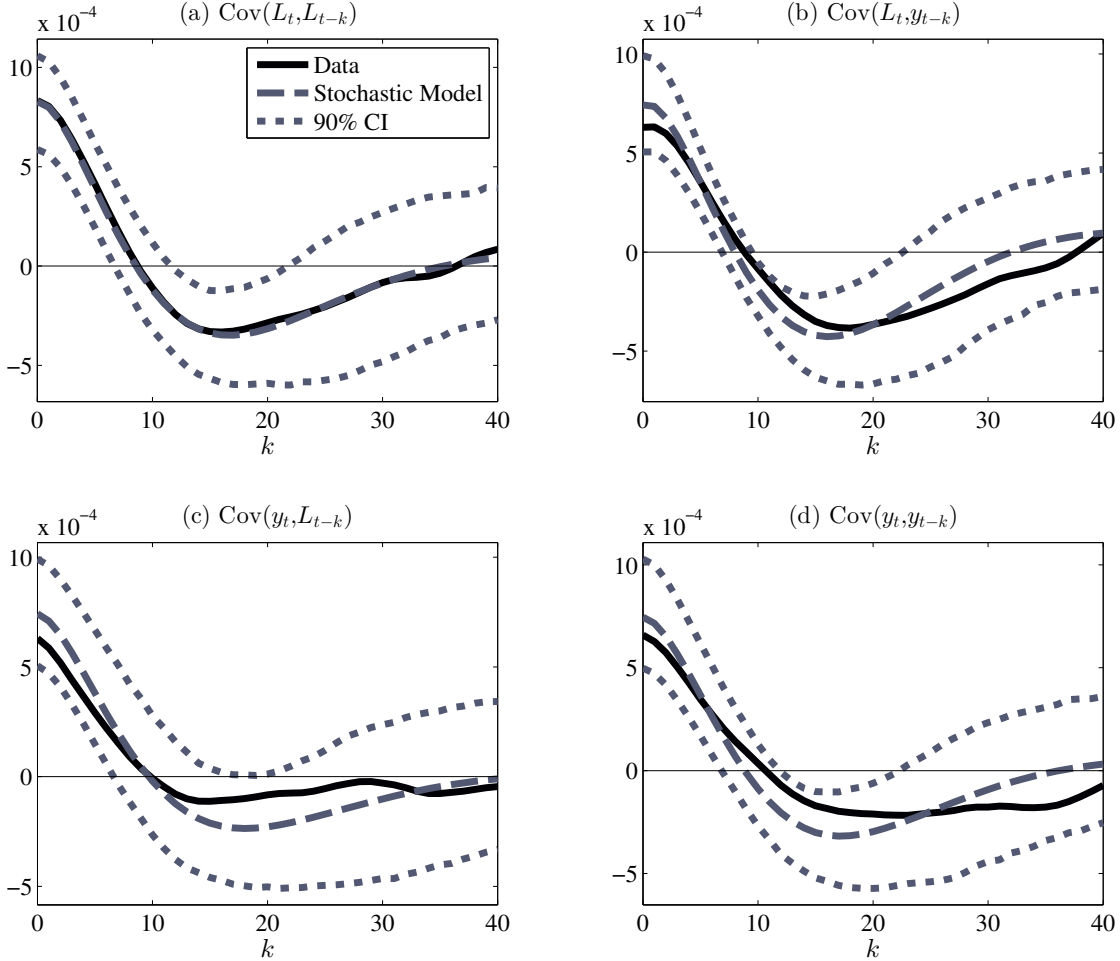 (a) Cov(L_t,L_{t−k})
x 10⁻⁴
10
5
0
−5
0 10 20 30 40
k
Data
Stochastic Model
90% CI
(b) Cov(L_t,y_{t−k})
x 10⁻⁴
10
5
0
−5
0 10 20 30 40
k
(c) Cov(y_t,L_{t−k})
x 10⁻⁴
10
5
0
−5
0 10 20 30 40
k
(d) Cov(y_t,y_{t−k})
x 10⁻⁴
10
5
0
−5
0 10 20 30 40
k